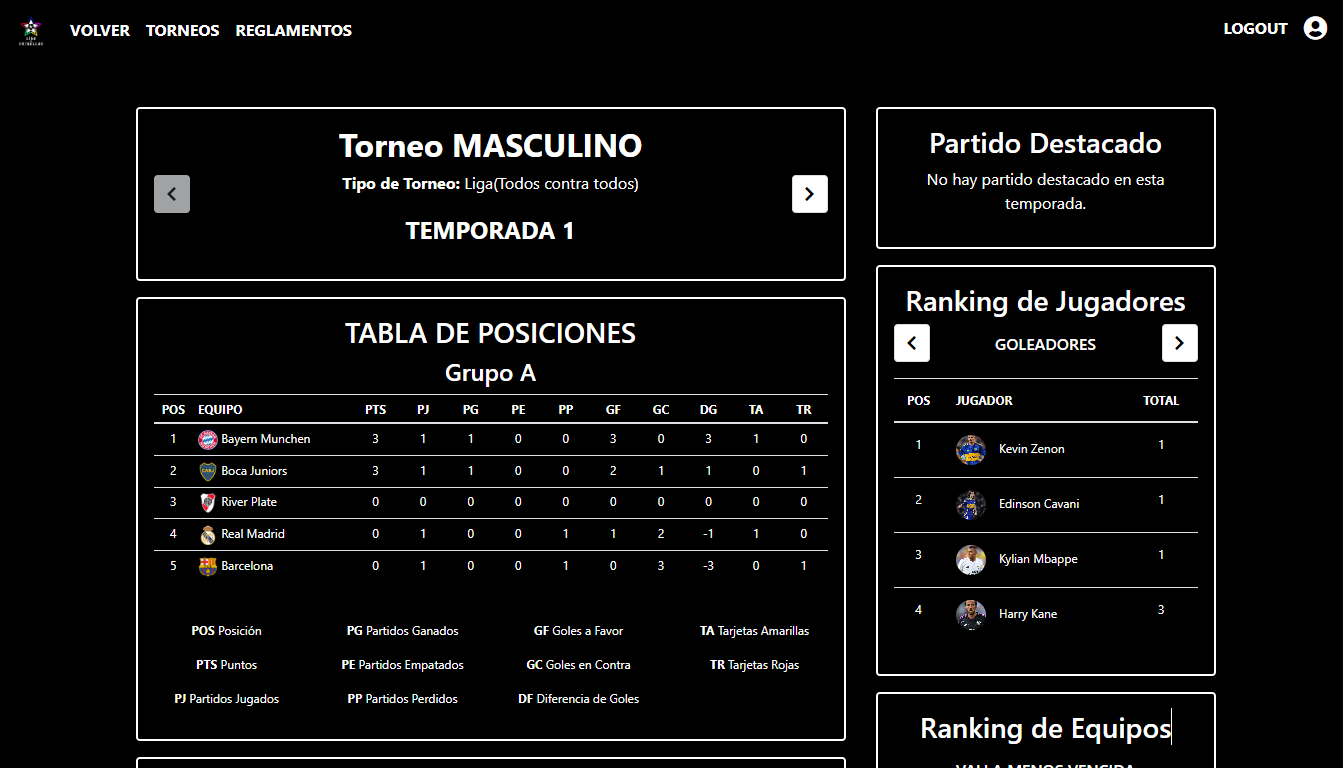 VOLVER TORNEOS REGLAMENTOS LOGOUT
Torneo MASCULINO
Tipo de Torneo: Liga(Todos contra todos)
TEMPORADA 1
TABLA DE POSICIONES
Grupo A
POS EQUIPO PTS PJ PG PE PP GF GC DG TA TR
1 Bayern Munchen 3 1 1 0 0 3 0 3 1 0
2 Boca Juniors 3 1 1 0 0 2 1 1 0 1
3 River Plate 0 0 0 0 0 0 0 0 0 0
4 Real Madrid 0 1 0 0 1 1 2 -1 1 0
5 Barcelona 0 1 0 0 1 0 3 -3 0 1
POS Posición PG Partidos Ganados GF Goles a Favor TA Tarjetas Amarillas
PTS Puntos PE Partidos Empatados GC Goles en Contra TR Tarjetas Rojas
PJ Partidos Jugados PP Partidos Perdidos DF Diferencia de Goles
Partido Destacado
No hay partido destacado en esta
temporada.
Ranking de Jugadores
GOLEADORES
POS JUGADOR TOTAL
1 Kevin Zenon 1
2 Edinson Cavani 1
3 Kylian Mbappe 1
4 Harry Kane 3
Ranking de Equipos
VALLA MENOS VENCIDA